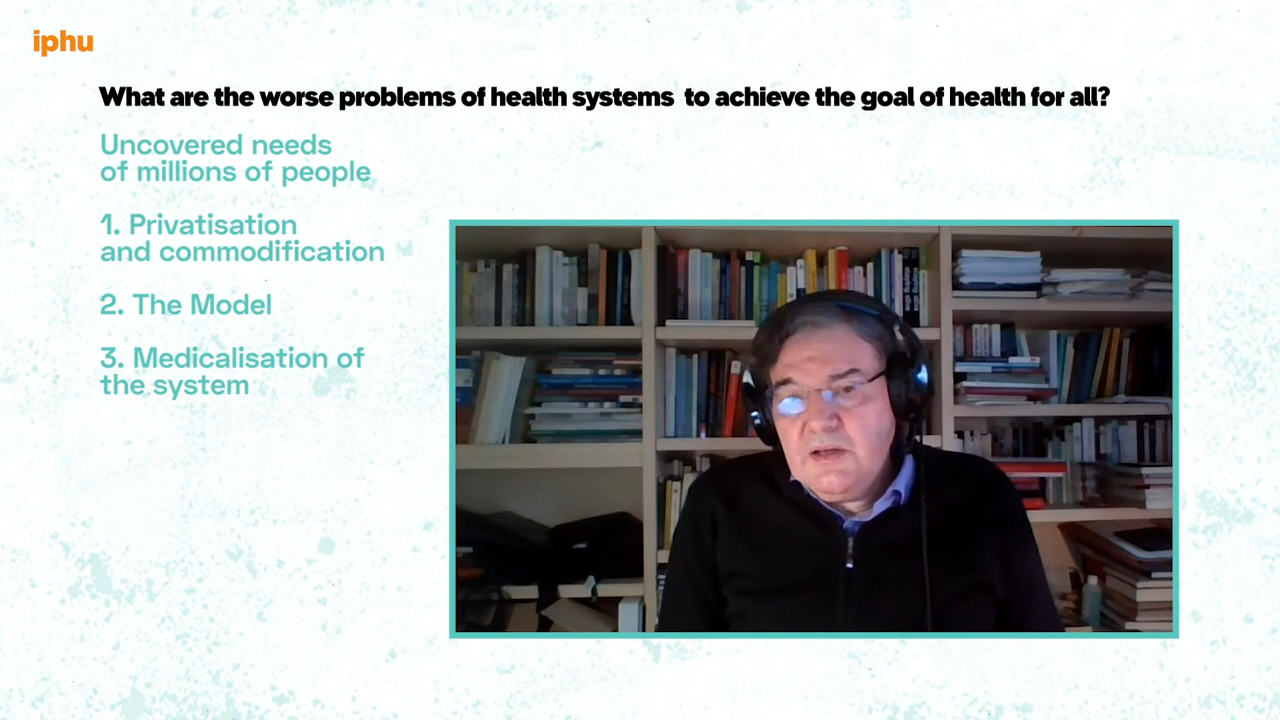 iphu
What are the worse problems of health systems to achieve the goal of health for all?
Uncovered needs
of millions of people
1. Privatisation
and commodification
2. The Model
3. Medicalisation of
the system